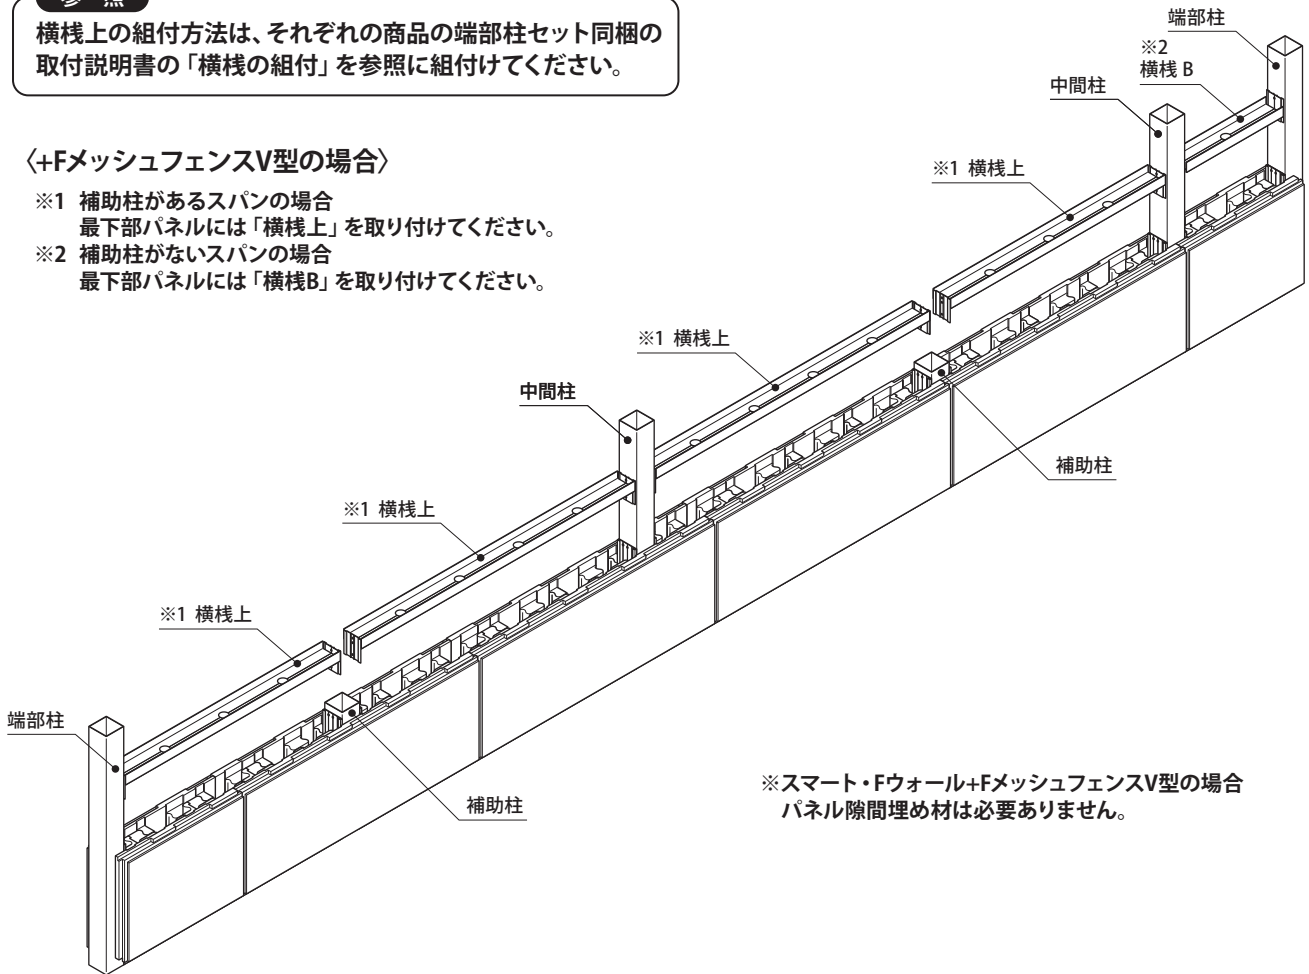 参 照
横桟上の組付方法は、それぞれの商品の端部柱セット同梱の
取付説明書の「横桟の組付」を参照に組付けてください。
〈+FメッシュフェンスV型の場合〉
※1 補助柱があるスパンの場合
最下部パネルには「横桟上」を取り付けてください。
※2 補助柱がないスパンの場合
最下部パネルには「横桟B」を取り付けてください。
端部柱
※2
横桟 B
中間柱
※1 横桟上
※1 横桟上
中間柱
補助柱
※1 横桟上
※1 横桟上
端部柱
補助柱
※スマート・Fウォール+FメッシュフェンスV型の場合
パネル隙間埋め材は必要ありません。